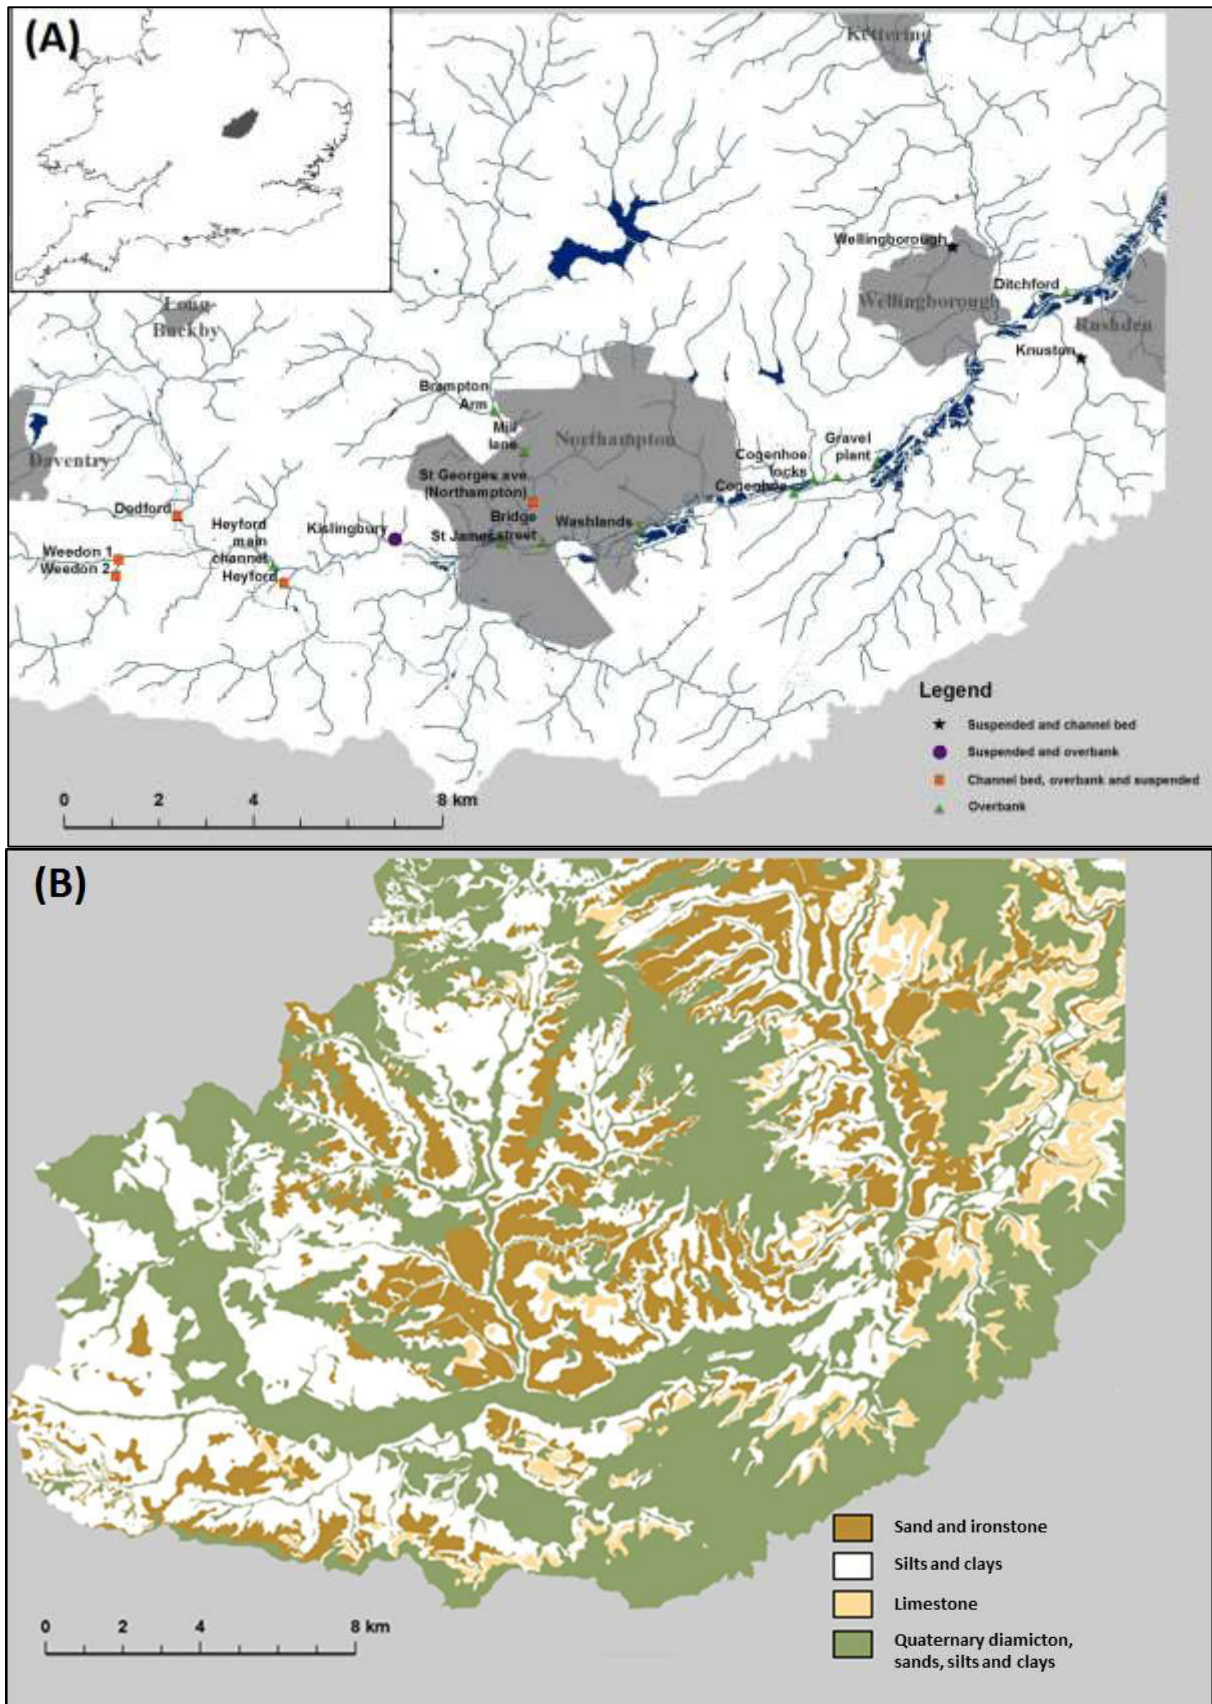 (A)
Kettering
Wellingborough
Ditchford
Wellingborough
Rushden
Knuston
Long
Buckby
Brampton
Arm
Mill
lane
Northampton
Gravel
plant
Cogenhoe
locks
Cogenhoe
Daventry
St Georges ave
(Northampton)
Bridge
street
St James
Washlands
Dodford
Heyford
main
channel
Kislingbury
Weedon 1
Weedon 2
Heyford
Legend
Suspended and channel bed
Suspended and overbank
Channel bed, overbank and suspended
Overbank
0 2 4 8 km
(B)
Sand and ironstone
Silts and clays
Limestone
Quaternary diamicton,
sands, silts and clays
0 2 4 8 km